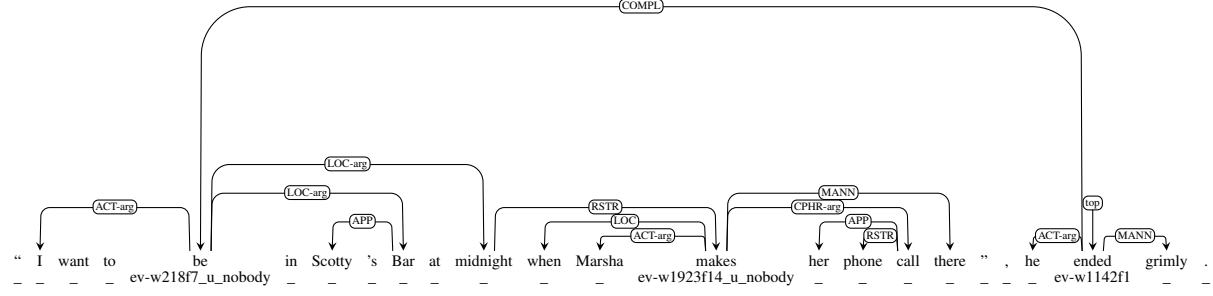 COMPL
LOC-arg
LOC-arg MANN
ACT-arg RSTR CPHR-arg top
APP LOC APP
ACT-arg RSTR ACT-arg MANN
“ I want to be in Scotty 's Bar at midnight when Marsha makes her phone call there ” , he ended grimly .
_ _ _ _ ev-w218f7_u_nobody _ _ _ _ _ _ _ _ ev-w1923f14_u_nobody _ _ _ _ _ _ _ ev-w1142f1 _ _